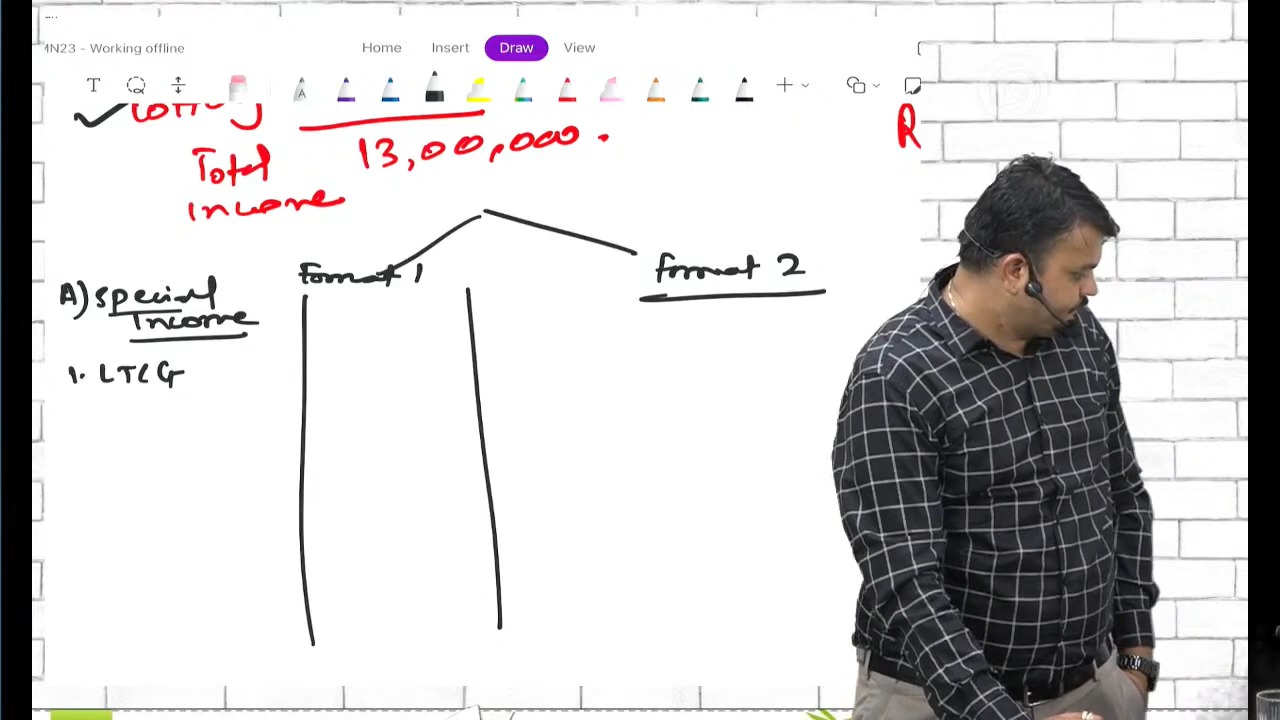 MN23 - Working offline
Home Insert Draw View
T
A
Lottery
13,00,000.
R
Total
Income
Format 1
Format 2
A) Special
Income
1. LTCG